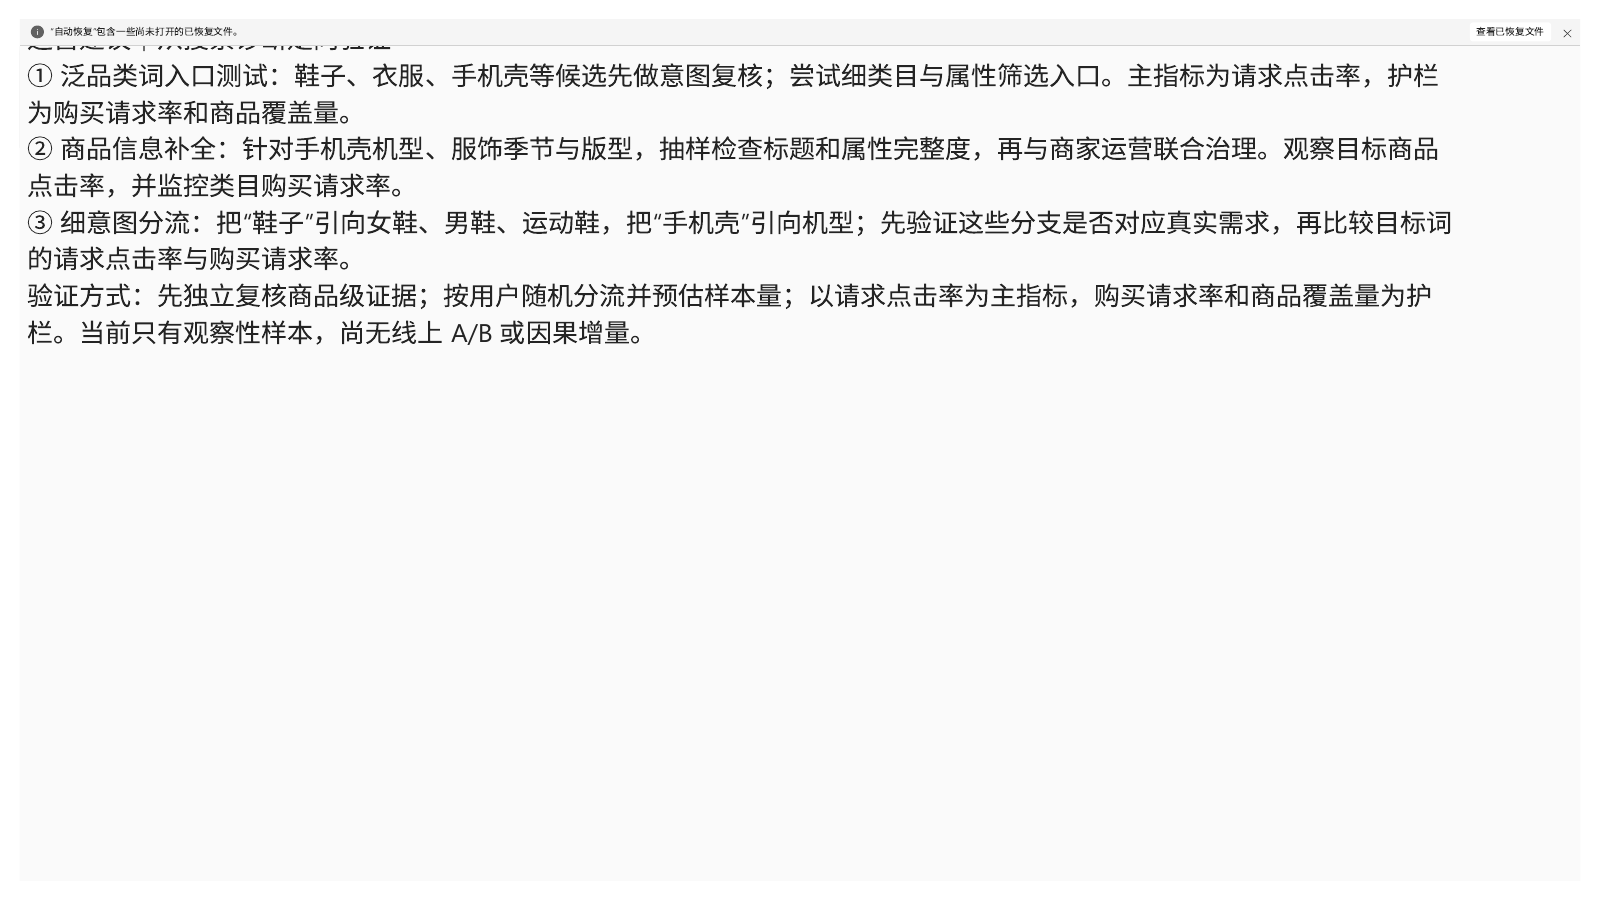 “自动恢复”包含一些尚未打开的已恢复文件。
查看已恢复文件
① 泛品类词入口测试：鞋子、衣服、手机壳等候选先做意图复核；尝试细类目与属性筛选入口。主指标为请求点击率，护栏
为购买请求率和商品覆盖量。
② 商品信息补全：针对手机壳机型、服饰季节与版型，抽样检查标题和属性完整度，再与商家运营联合治理。观察目标商品
点击率，并监控类目购买请求率。
③ 细意图分流：把“鞋子”引向女鞋、男鞋、运动鞋，把“手机壳”引向机型；先验证这些分支是否对应真实需求，再比较目标词
的请求点击率与购买请求率。
验证方式：先独立复核商品级证据；按用户随机分流并预估样本量；以请求点击率为主指标，购买请求率和商品覆盖量为护
栏。当前只有观察性样本，尚无线上 A/B 或因果增量。